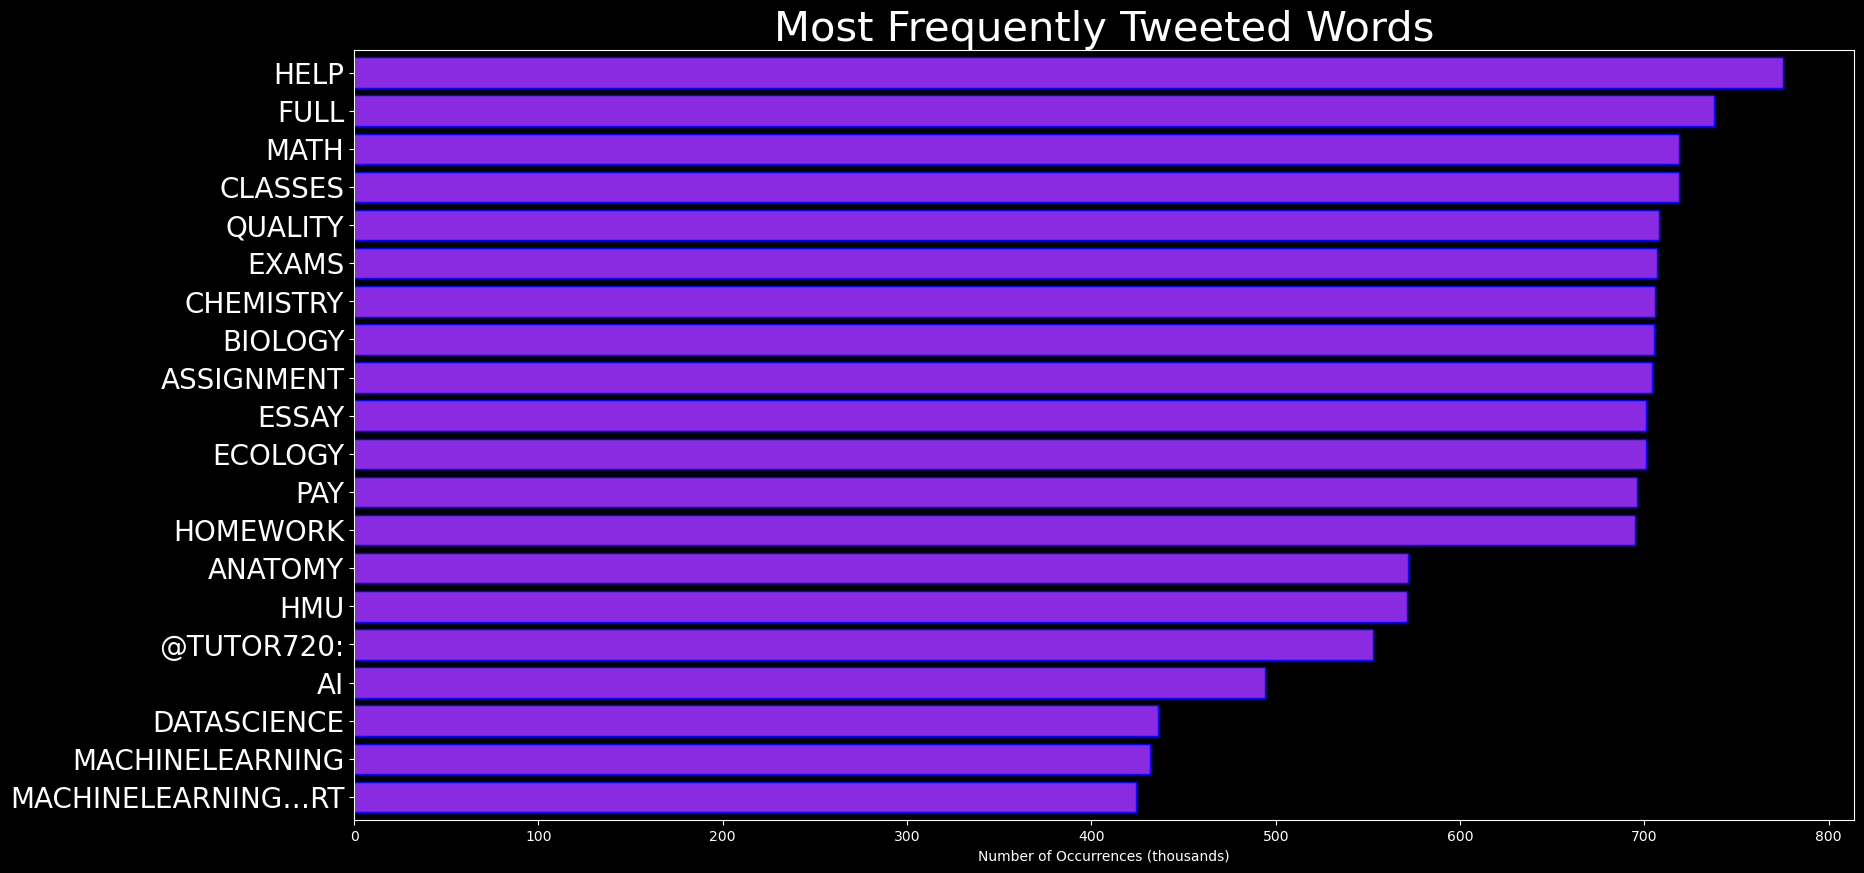 Most Frequently Tweeted Words
HELP
FULL
MATH
CLASSES
QUALITY
EXAMS
CHEMISTRY
BIOLOGY
ASSIGNMENT
ESSAY
ECOLOGY
PAY
HOMEWORK
ANATOMY
HMU
@TUTOR720:
AI
DATASCIENCE
MACHINELEARNING
MACHINELEARNING…RT
0 100 200 300 400 500 600 700 800
Number of Occurrences (thousands)